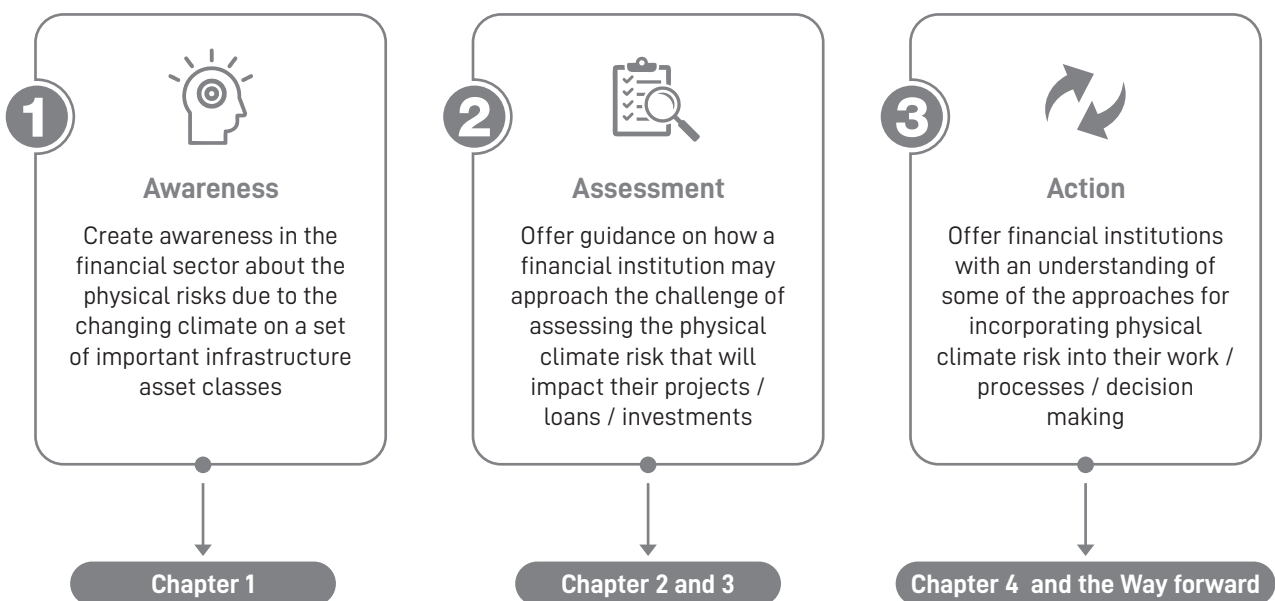 1
Awareness
Create awareness in the
financial sector about the
physical risks due to the
changing climate on a set
of important infrastructure
asset classes
Chapter 1
2
Assessment
Offer guidance on how a
financial institution may
approach the challenge of
assessing the physical
climate risk that will
impact their projects /
loans / investments
Chapter 2 and 3
3
Action
Offer financial institutions
with an understanding of
some of the approaches for
incorporating physical
climate risk into their work /
processes / decision
making
Chapter 4 and the Way forward